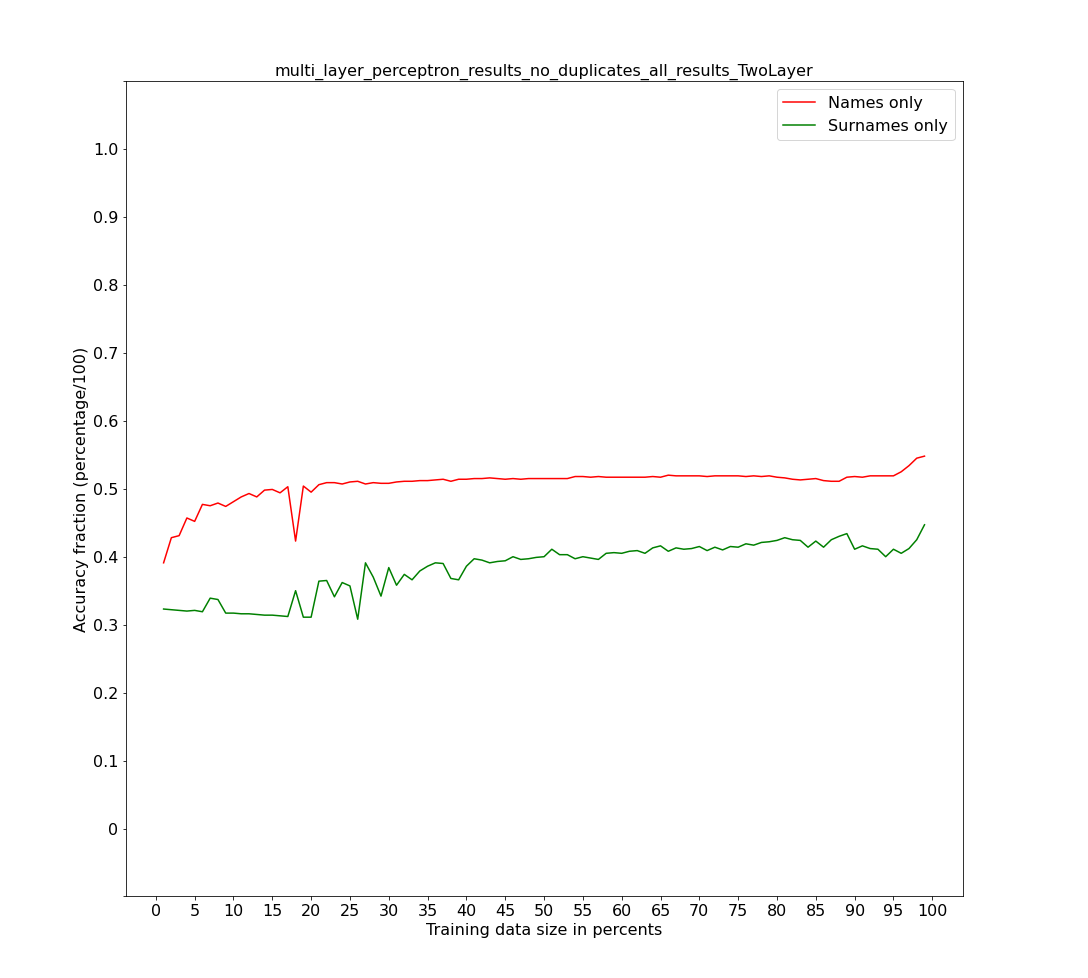 multi_layer_perceptron_results_no_duplicates_all_results_TwoLayer
Names only
Surnames only
1.0
0.9
0.8
0.7
0.6
0.5
0.4
0.3
0.2
0.1
0
Accuracy fraction (percentage/100)
0 5 10 15 20 25 30 35 40 45 50 55 60 65 70 75 80 85 90 95 100
Training data size in percents